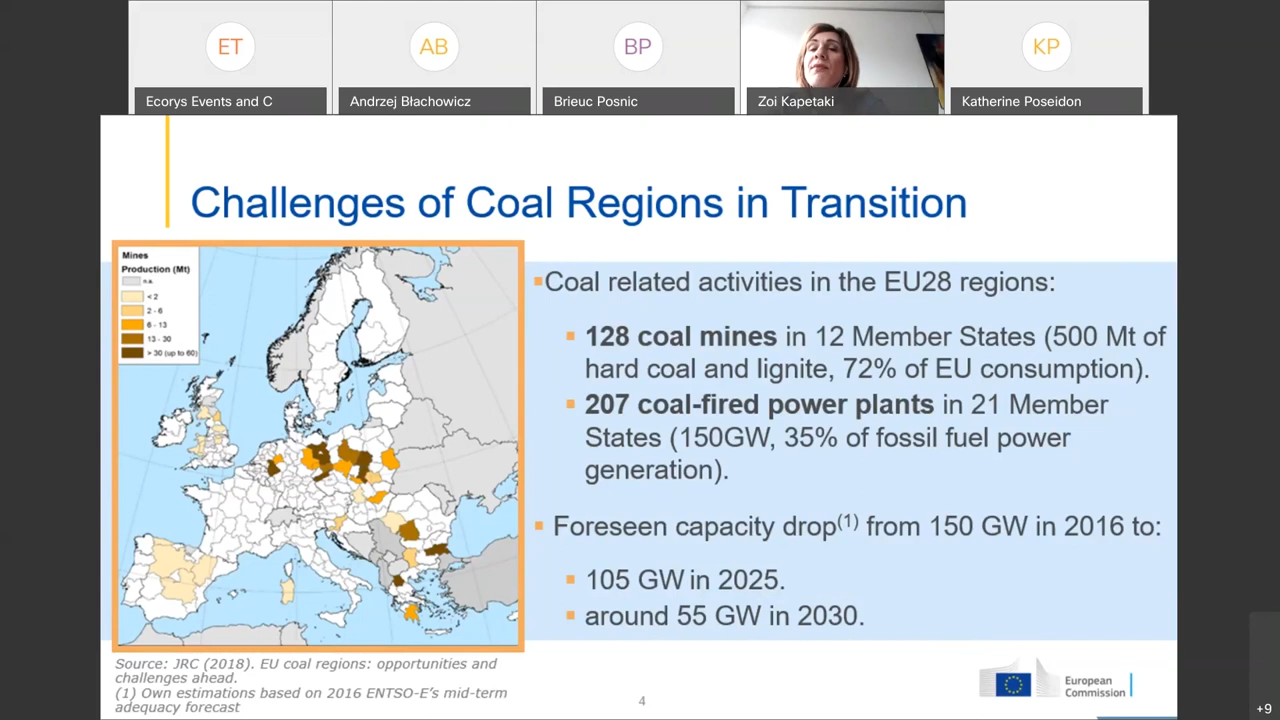 ET
AB
BP
KP
Ecorys Events and C
Andrzej Błachowicz
Brieuc Posnic
Zoi Kapetaki
Katherine Poseidon
Challenges of Coal Regions in Transition
Mines
Production (Mt)
n.a.
< 2
2 - 6
6 - 13
13 - 30
> 30 (up to 60)
Coal related activities in the EU28 regions:
128 coal mines in 12 Member States (500 Mt of
hard coal and lignite, 72% of EU consumption).
207 coal-fired power plants in 21 Member
States (150GW, 35% of fossil fuel power
generation).
Foreseen capacity drop(1) from 150 GW in 2016 to:
105 GW in 2025.
around 55 GW in 2030.
Source: JRC (2018). EU coal regions: opportunities and
challenges ahead.
(1) Own estimations based on 2016 ENTSO-E's mid-term
adequacy forecast
4
European
Commission
+9